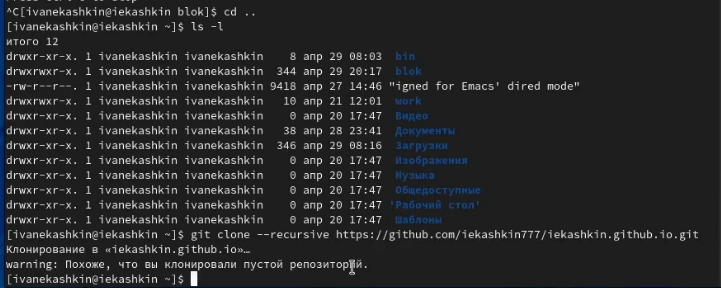 ^C[ivanekashkin@iekashkin blok]$ cd ..
[ivanekashkin@iekashkin ~]$ ls -l
итого 12
drwxr-xr-x. 1 ivanekashkin ivanekashkin 8 апр 29 08:03 bin
drwxrwxr-x. 1 ivanekashkin ivanekashkin 344 апр 29 20:17 blok
-rw-r--r--. 1 ivanekashkin ivanekashkin 9418 апр 27 14:46 "igned for Emacs' dired mode"
drwxrwxr-x. 1 ivanekashkin ivanekashkin 10 апр 21 12:01 work
drwxr-xr-x. 1 ivanekashkin ivanekashkin 0 апр 20 17:47 Видео
drwxr-xr-x. 1 ivanekashkin ivanekashkin 38 апр 28 23:41 Документы
drwxr-xr-x. 1 ivanekashkin ivanekashkin 346 апр 29 08:16 Загрузки
drwxr-xr-x. 1 ivanekashkin ivanekashkin 0 апр 20 17:47 Изображения
drwxr-xr-x. 1 ivanekashkin ivanekashkin 0 апр 20 17:47 Музыка
drwxr-xr-x. 1 ivanekashkin ivanekashkin 0 апр 20 17:47 Общедоступные
drwxr-xr-x. 1 ivanekashkin ivanekashkin 0 апр 20 17:47 'Рабочий стол'
drwxr-xr-x. 1 ivanekashkin ivanekashkin 0 апр 20 17:47 Шаблоны
[ivanekashkin@iekashkin ~]$ git clone --recursive https://github.com/iekashkin777/iekashkin.github.io.git
Клонирование в «iekashkin.github.io»…
warning: Похоже, что вы клонировали пустой репозиторий.
[ivanekashkin@iekashkin ~]$